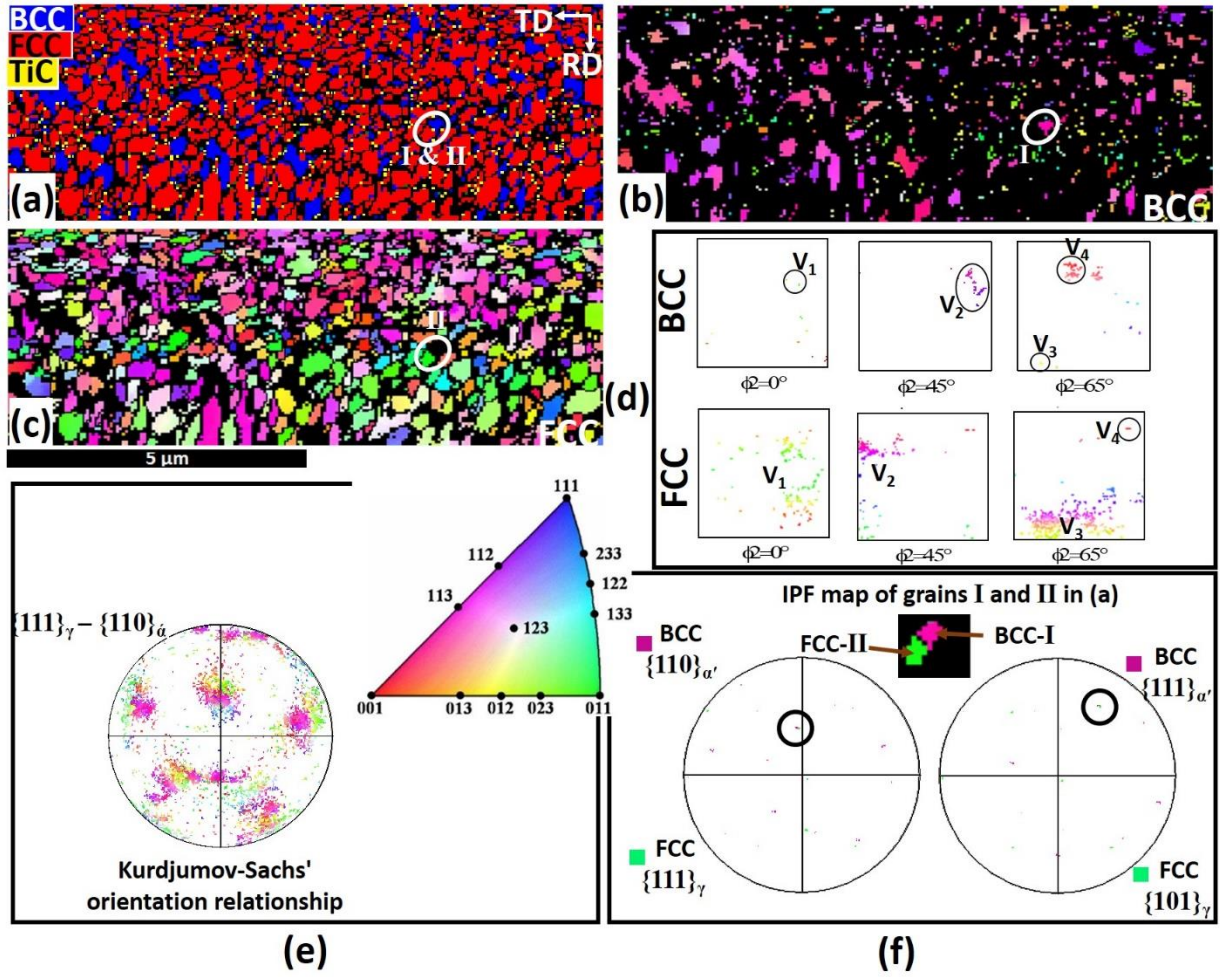 BCC
FCC
TiC
TD
RD
I & II
(a)
I
(b)
BCC
II
(c)
FCC
5 µm
BCC
V1
V2
V4
V3
ϕ2=0°
ϕ2=45°
ϕ2=65°
(d)
FCC
V1
V2
V4
V3
ϕ2=0°
ϕ2=45°
ϕ2=65°
111
233
112
122
113
133
123
001
013
012
023
011
{111}γ – {110}ά
Kurdjumov-Sachs'
orientation relationship
(e)
IPF map of grains I and II in (a)
FCC-II
BCC-I
BCC
{110}α′
BCC
{111}α′
FCC
{111}γ
FCC
{101}γ
(f)